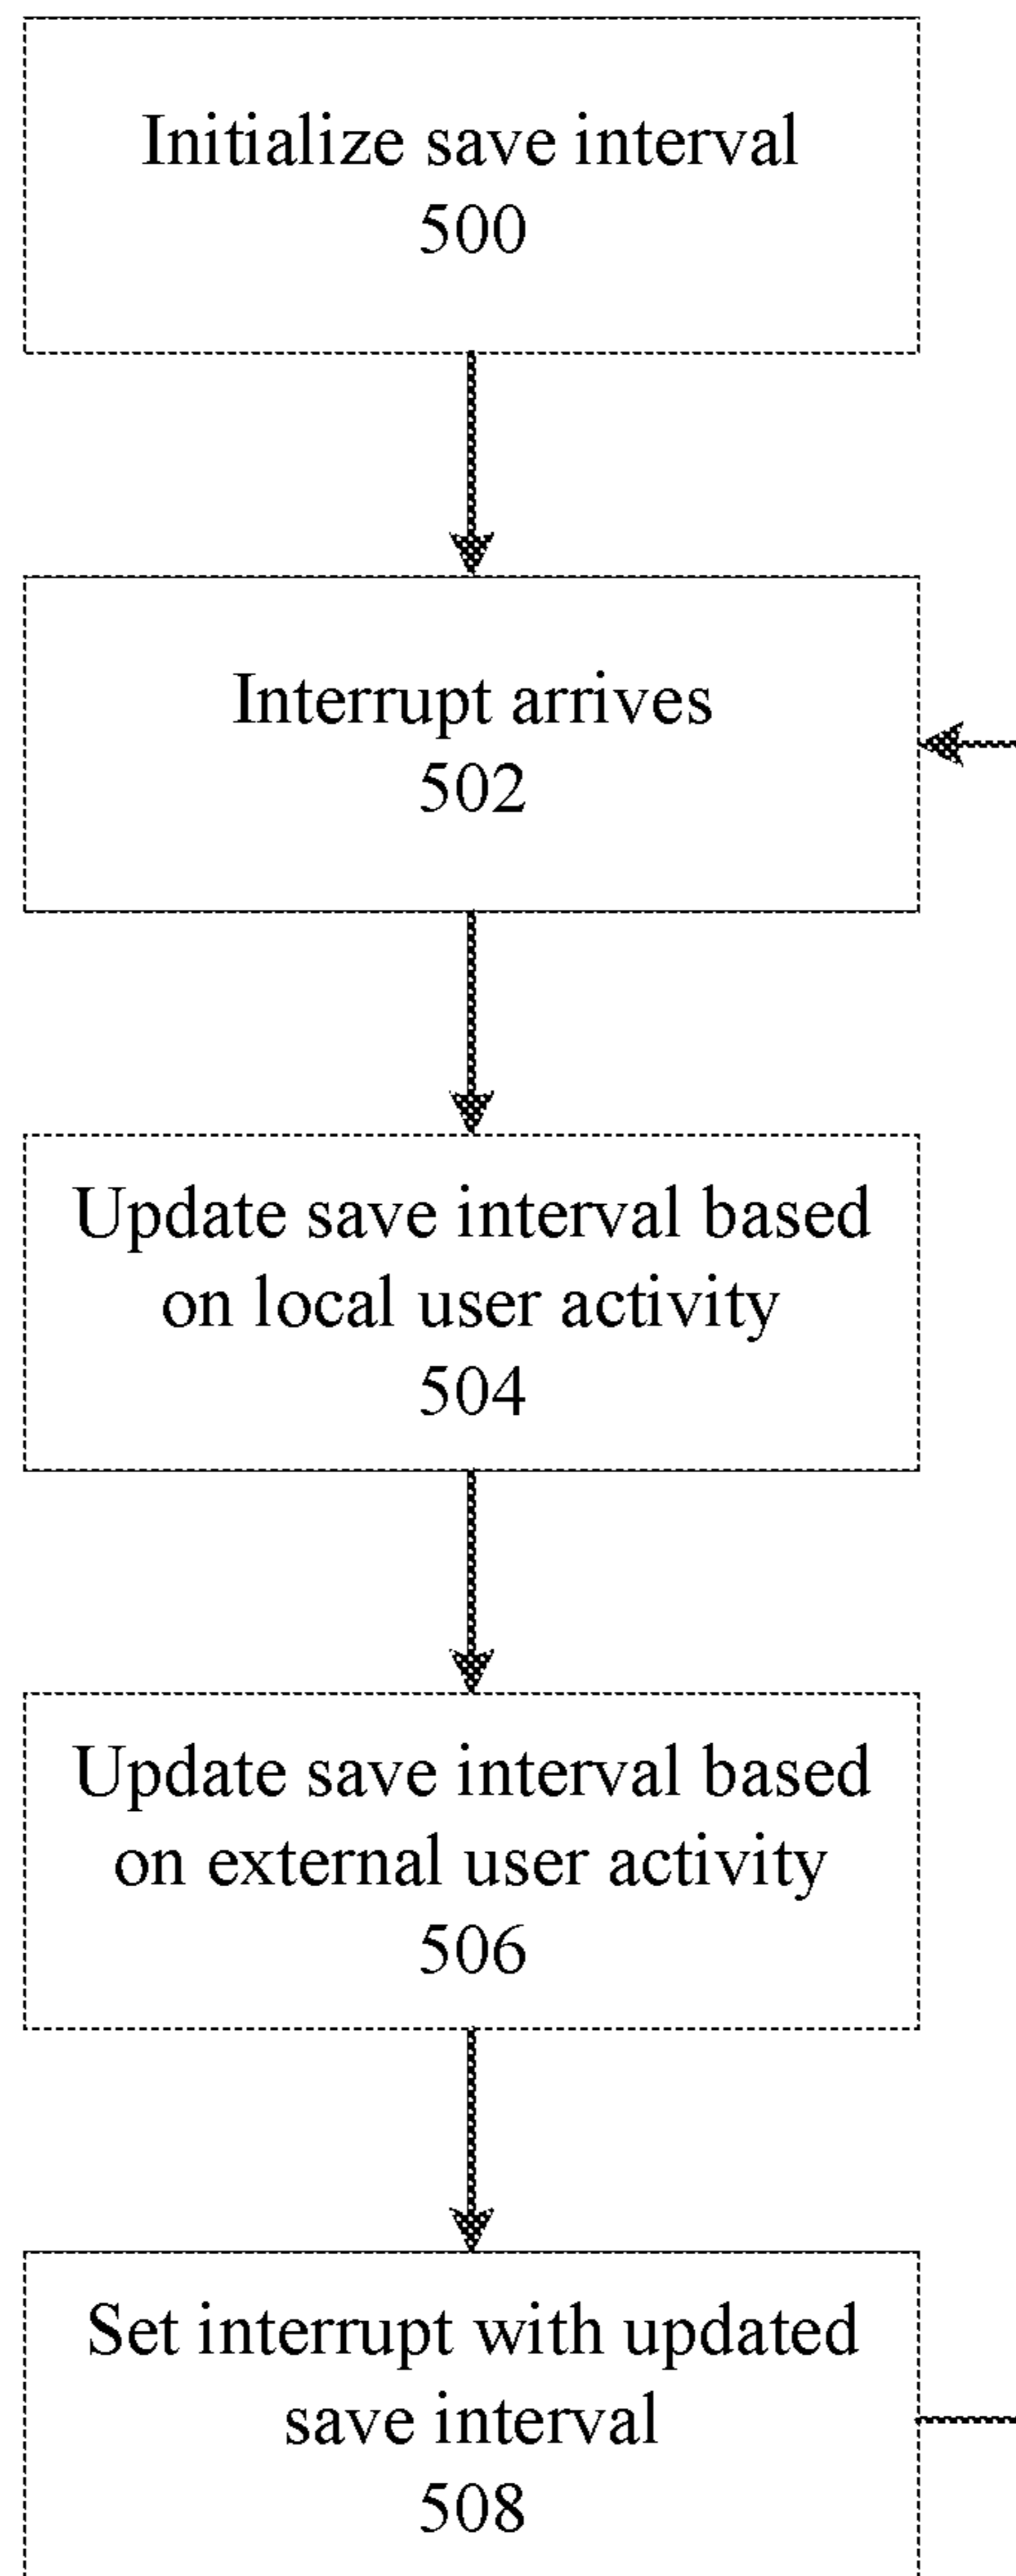 Initialize save interval
500
Interrupt arrives
502
Update save interval based
on local user activity
504
Update save interval based
on external user activity
506
Set interrupt with updated
save interval
508